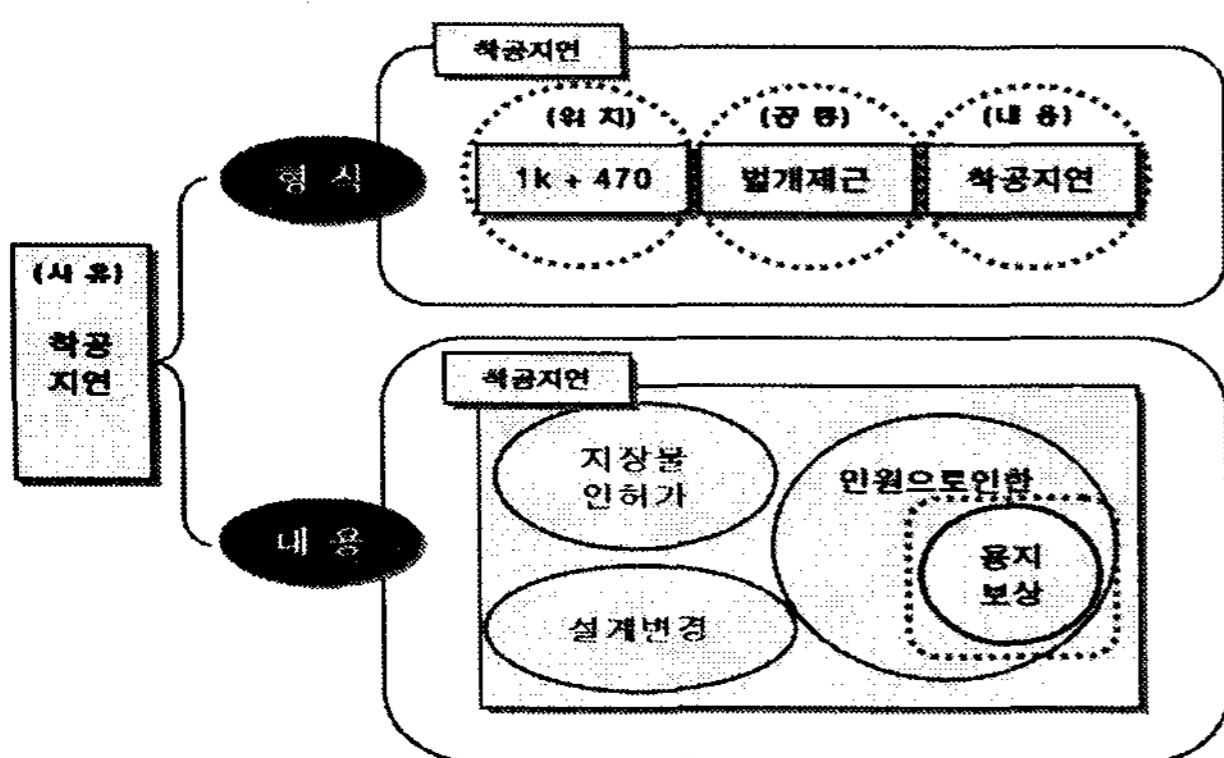 착공지연
(위 치)
(공 종)
(내 용)
형 식
1k + 470
벌개제근
착공지연
(사 유)
착공
지연
착공지연
지장물
인허가
민원으로인한
용지
보상
내 용
설계변경